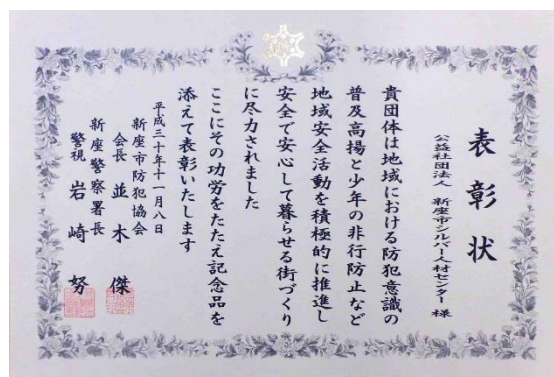 表彰状
公益社団法人 新座市シルバー人材センター 様
貴団体は地域における防犯意識の
普及高揚と少年の非行防止など
地域安全活動を積極的に推進し
安全で安心して暮らせる街づくり
に尽力されました
ここにその功労をたたえ記念品を
添えて表彰いたします
平成三十年十一月八日
新座市防犯協会
会長 並木 傑
新座警察署長
警視 岩崎 努